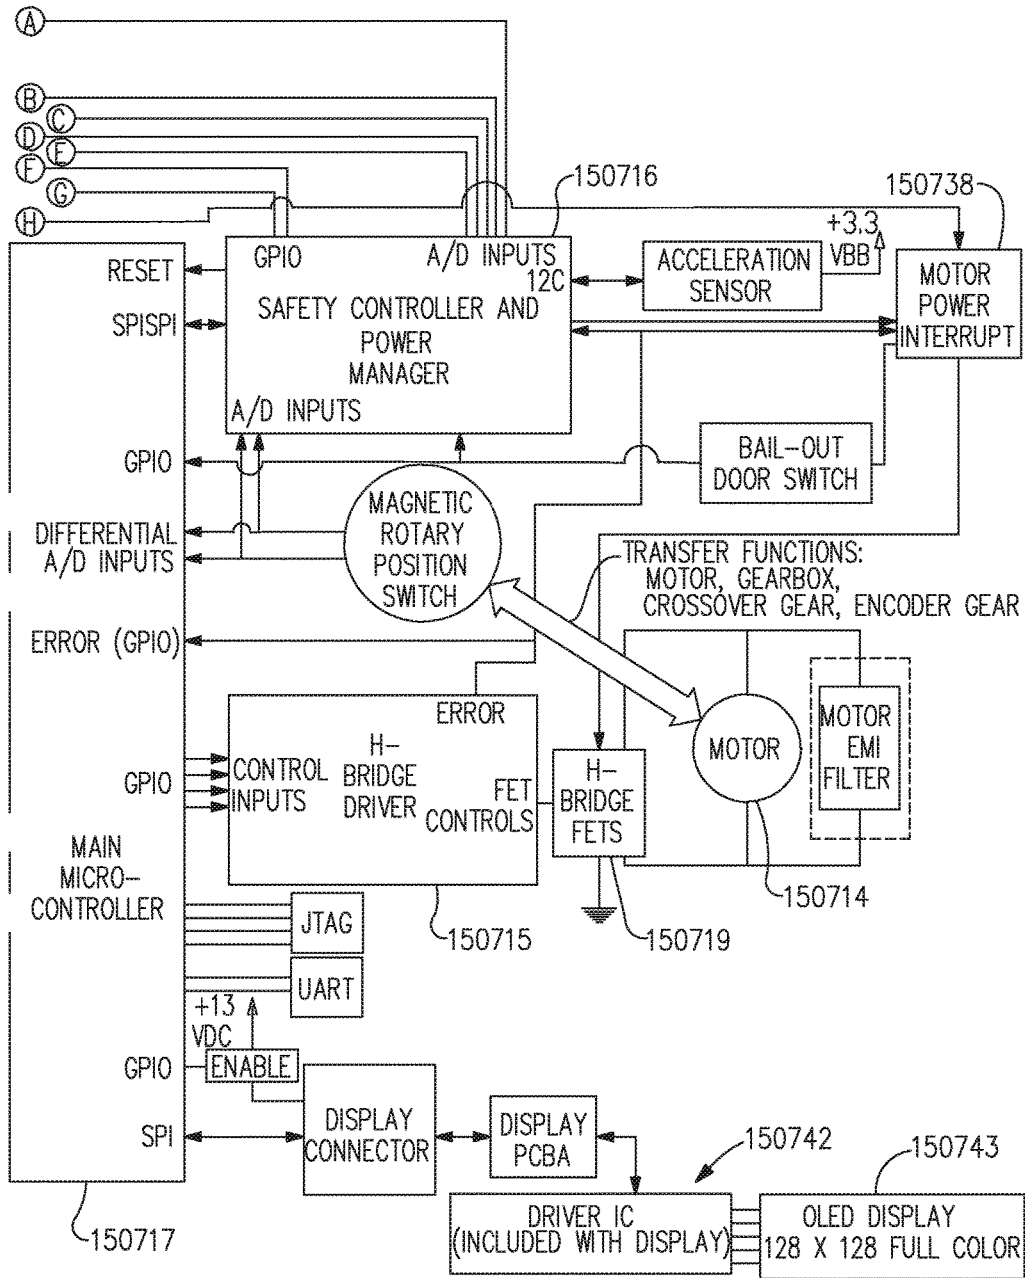 A
B
C
D
E
F
G
H
150716
150738
+3.3
VBB
RESET
GPIO
A/D INPUTS
12C
ACCELERATION
SENSOR
MOTOR
POWER
INTERRUPT
SPISPI
SAFETY CONTROLLER AND
POWER
MANAGER
A/D INPUTS
GPIO
BAIL-OUT
DOOR SWITCH
MAGNETIC
ROTARY
POSITION
SWITCH
DIFFERENTIAL
A/D INPUTS
TRANSFER FUNCTIONS:
MOTOR, GEARBOX,
CROSSOVER GEAR, ENCODER GEAR
ERROR (GPIO)
ERROR
H-
BRIDGE
DRIVER
CONTROL
INPUTS
FET
CONTROLS
GPIO
H-
BRIDGE
FETS
MOTOR
MOTOR
EMI
FILTER
MAIN
MICRO-
CONTROLLER
150715
150719
150714
JTAG
UART
+13
VDC
GPIO
ENABLE
SPI
DISPLAY
CONNECTOR
DISPLAY
PCBA
150742
150743
150717
DRIVER IC
(INCLUDED WITH DISPLAY)
OLED DISPLAY
128 X 128 FULL COLOR